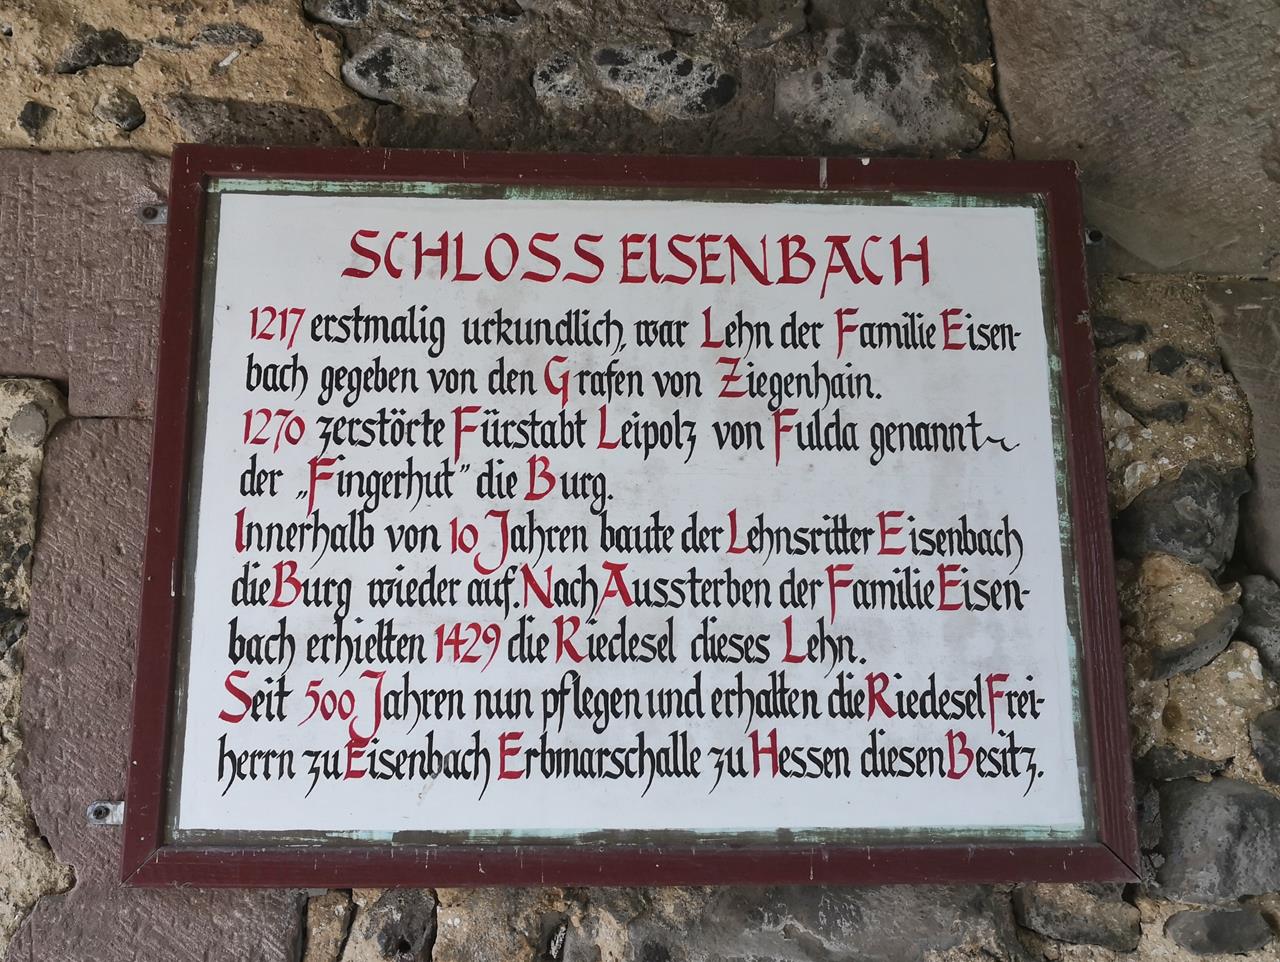 SCHLOSS EISENBACH
1217 erstmalig urkundlich, war Lehn der Familie Eisen-
bach gegeben von den Grafen von Ziegenhain.
1270 zerstörte Fürstabt Leipolz von Fulda genannt
der „Fingerhut" die Burg.
Innerhalb von 10 Jahren baute der Lehnsritter Eisenbach
die Burg wieder auf. Nach Aussterben der Familie Eisen-
bach erhielten 1429 die Riedesel dieses Lehn.
Seit 500 Jahren nun pflegen und erhalten die Riedesel Frei-
herrn zu Eisenbach Erbmarschalle zu Hessen diesen Besitz.